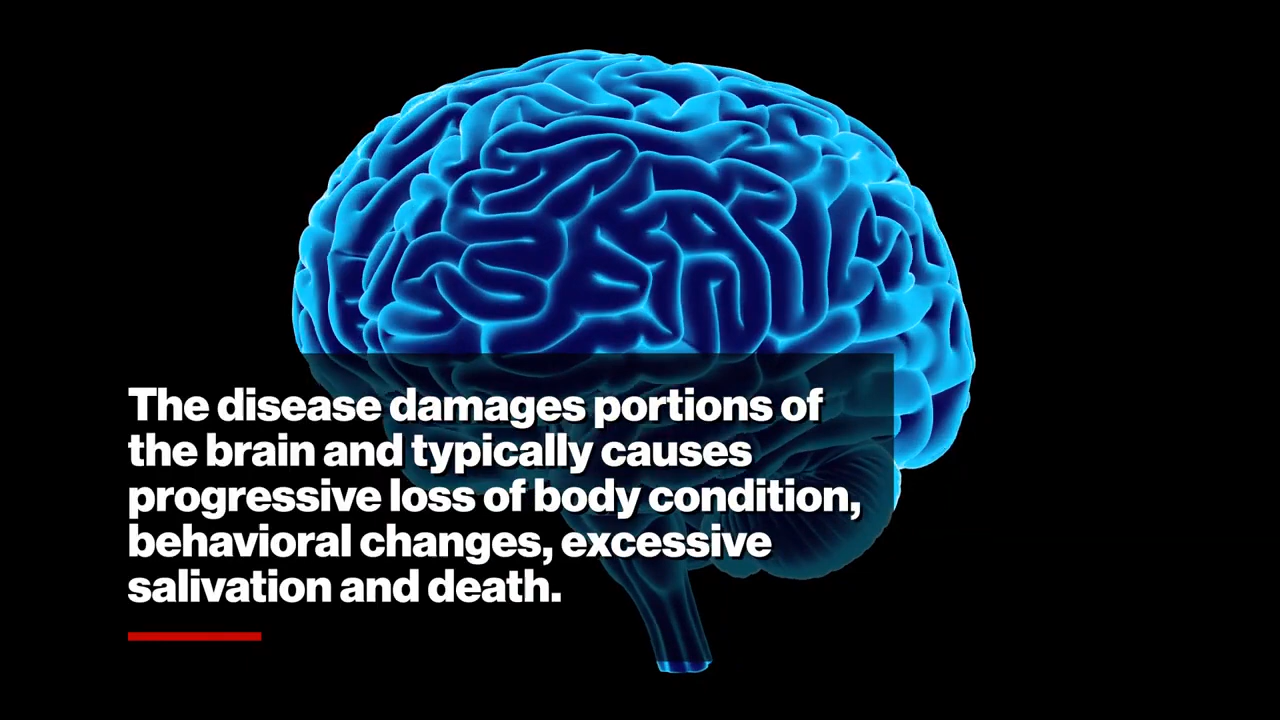 The disease damages portions of
the brain and typically causes
progressive loss of body condition,
behavioral changes, excessive
salivation and death.